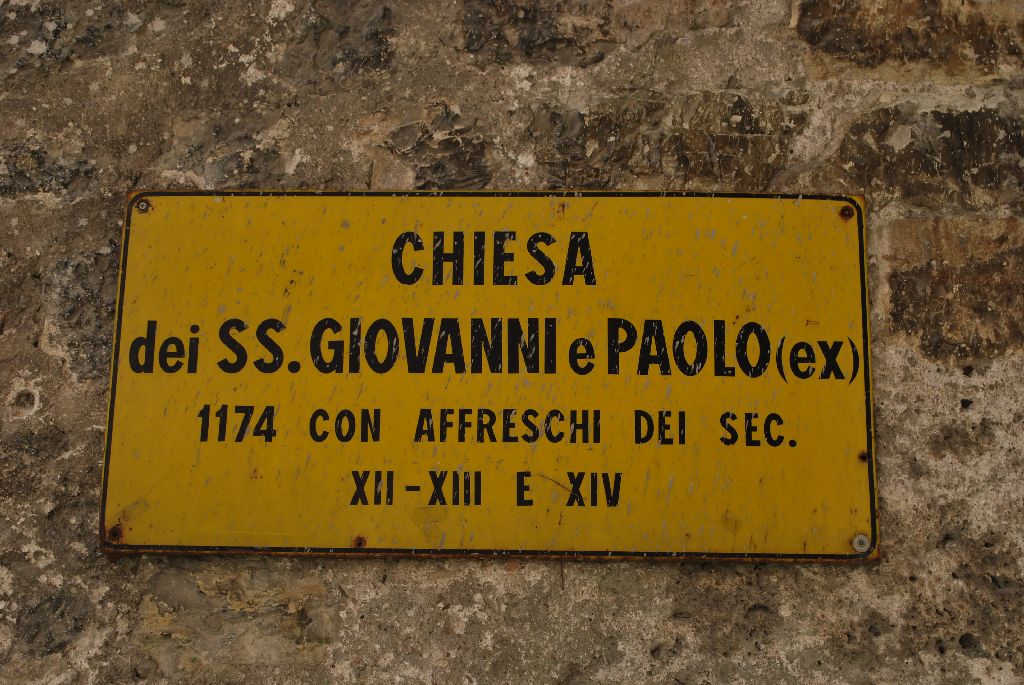 CHIESA
dei SS. GIOVANNI e PAOLO (ex)
1174 CON AFFRESCHI DEI SEC.
XII-XIII E XIV